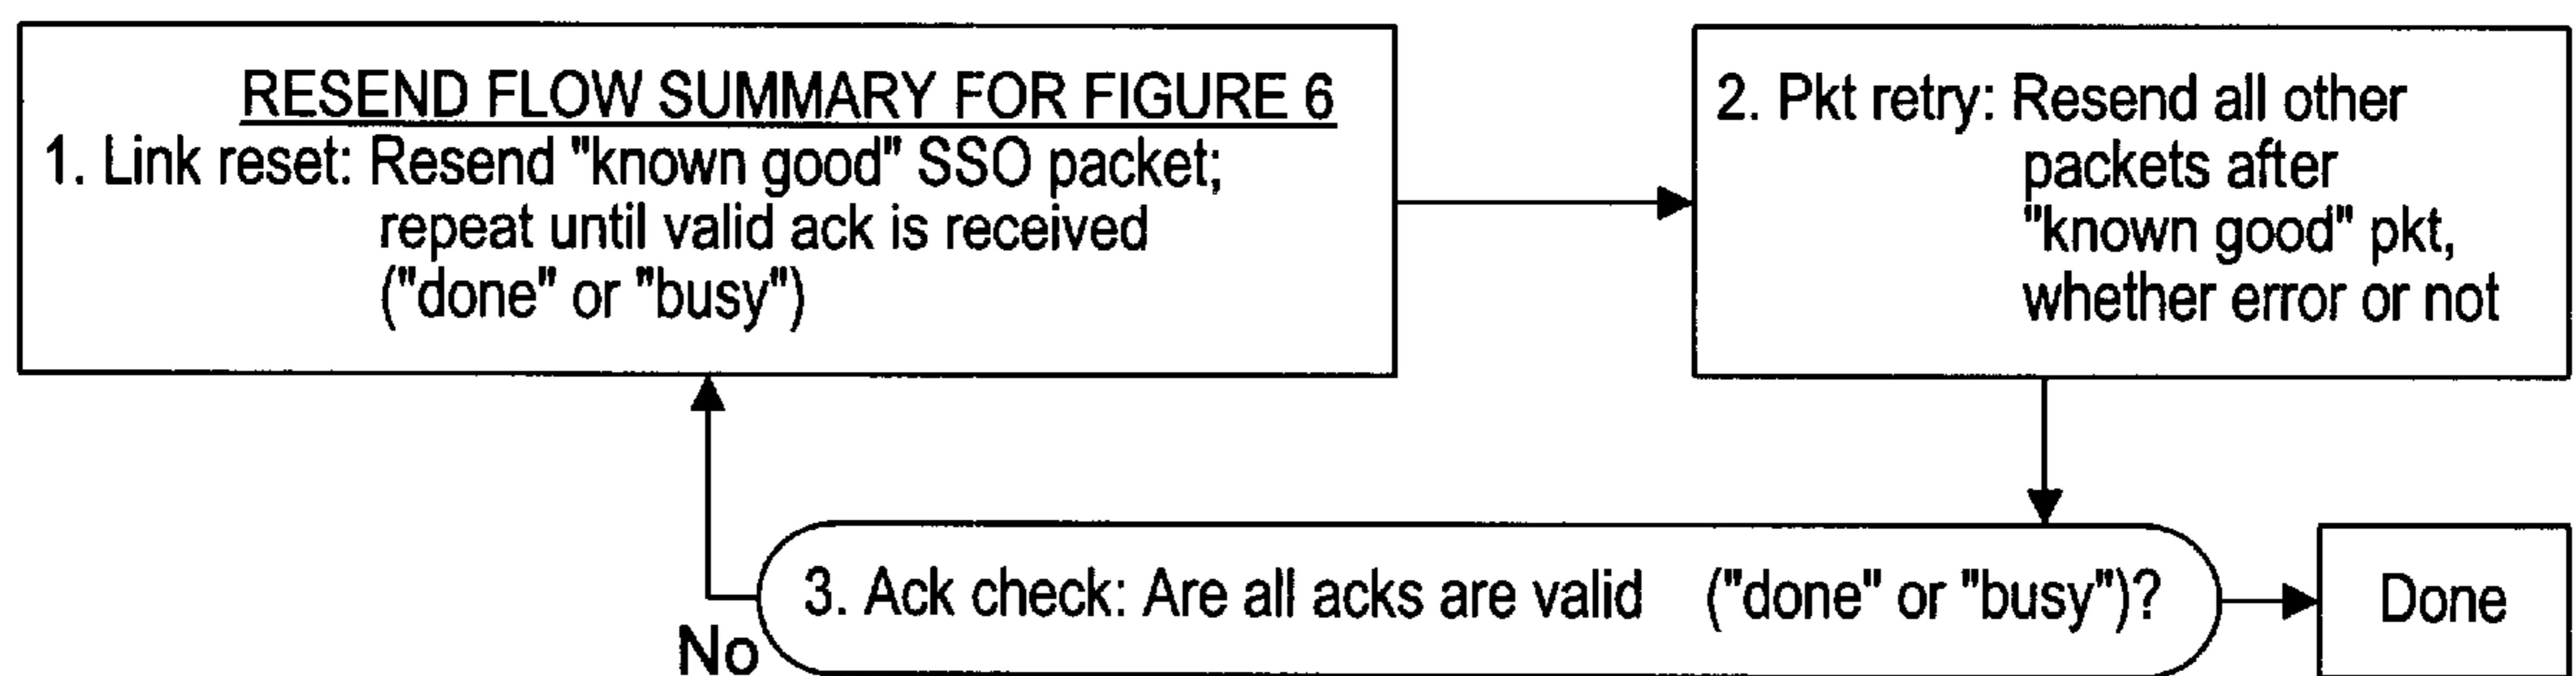 RESEND FLOW SUMMARY FOR FIGURE 6
1. Link reset: Resend "known good" SSO packet;
repeat until valid ack is received
("done" or "busy")
2. Pkt retry: Resend all other
packets after
"known good" pkt,
whether error or not
3. Ack check: Are all acks are valid ("done" or "busy")?
No
Done